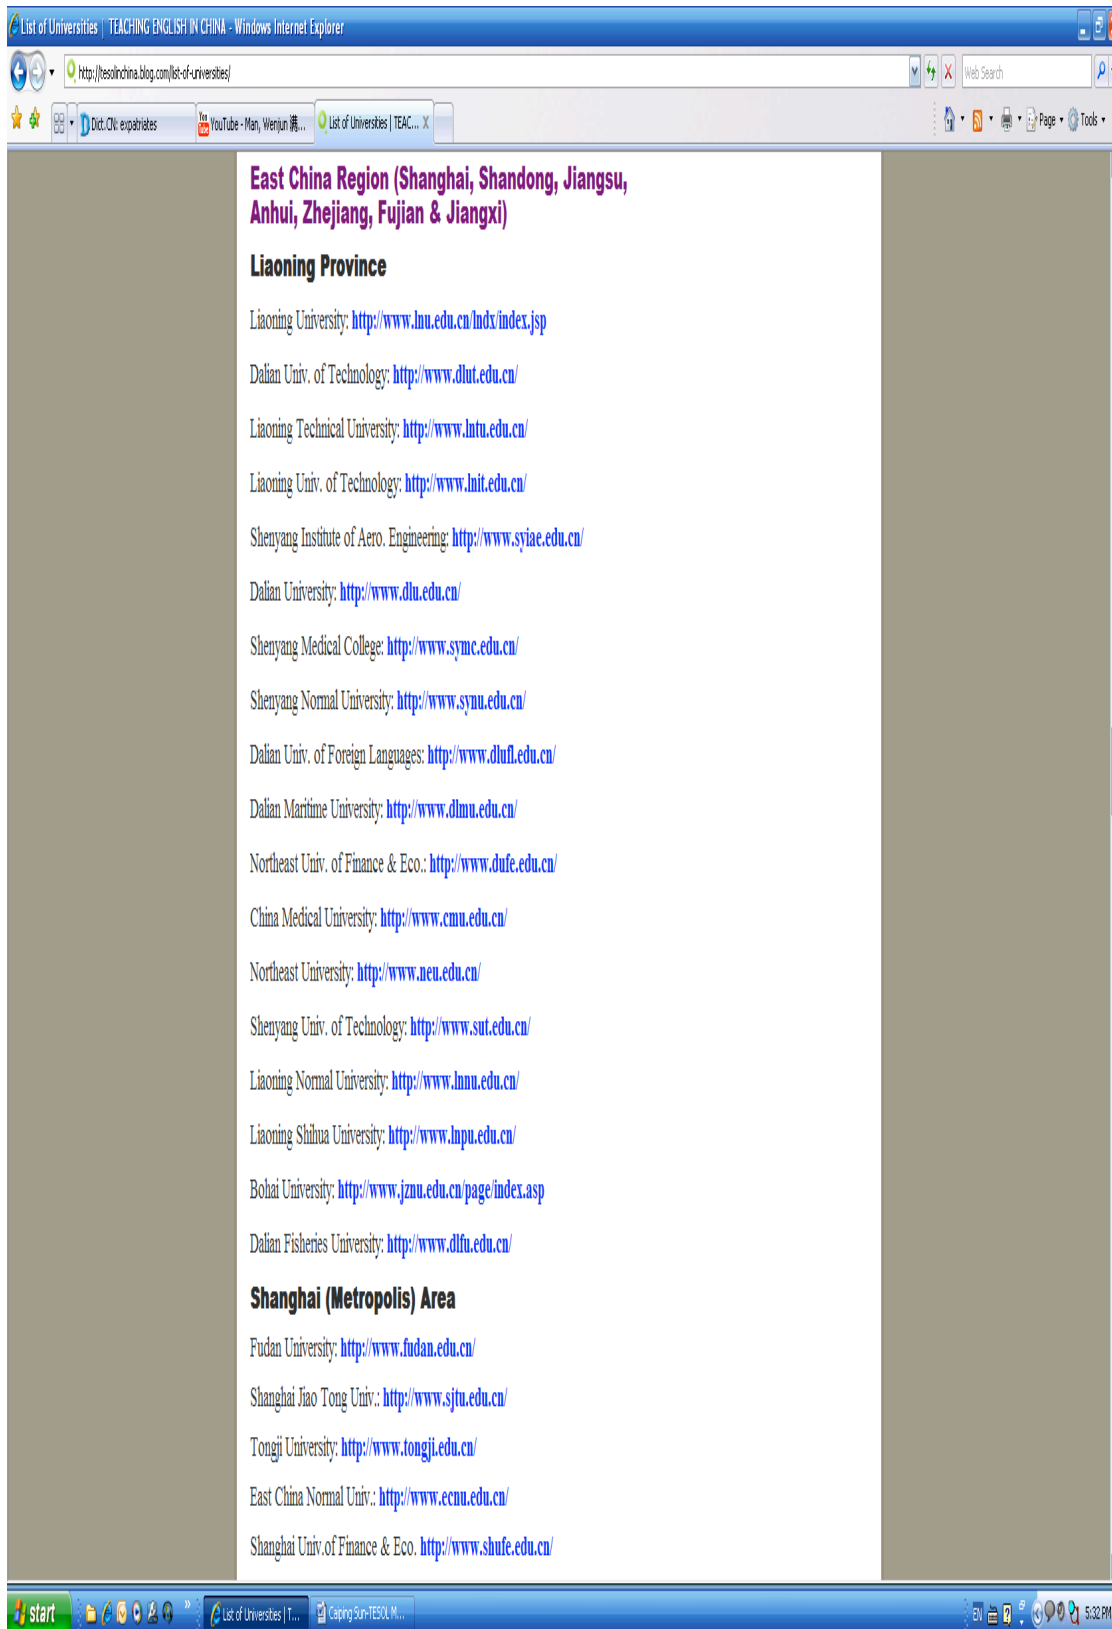 List of Universities | TEACHING ENGLISH IN CHINA - Windows Internet Explorer
http://tesolinchina.blog.com/list-of-universities/
Web Search
Dict.CN: expatriates
YouTube - Man, Wenjun 满...
List of Universities | TEAC... X
Page
Tools
East China Region (Shanghai, Shandong, Jiangsu,
Anhui, Zhejiang, Fujian & Jiangxi)
Liaoning Province
Liaoning University: http://www.lnu.edu.cn/lndx/index.jsp
Dalian Univ. of Technology: http://www.dlut.edu.cn/
Liaoning Technical University: http://www.lntu.edu.cn/
Liaoning Univ. of Technology: http://www.lnit.edu.cn/
Shenyang Institute of Aero. Engineering: http://www.syiae.edu.cn/
Dalian University: http://www.dlu.edu.cn/
Shenyang Medical College: http://www.symc.edu.cn/
Shenyang Normal University: http://www.synu.edu.cn/
Dalian Univ. of Foreign Languages: http://www.dlufl.edu.cn/
Dalian Maritime University: http://www.dlmu.edu.cn/
Northeast Univ. of Finance & Eco.: http://www.dufe.edu.cn/
China Medical University: http://www.cmu.edu.cn/
Northeast University: http://www.neu.edu.cn/
Shenyang Univ. of Technology: http://www.sut.edu.cn/
Liaoning Normal University: http://www.lnnu.edu.cn/
Liaoning Shihua University: http://www.lnpu.edu.cn/
Bohai University: http://www.jznu.edu.cn/page/index.asp
Dalian Fisheries University: http://www.dlfu.edu.cn/
Shanghai (Metropolis) Area
Fudan University: http://www.fudan.edu.cn/
Shanghai Jiao Tong Univ.: http://www.sjtu.edu.cn/
Tongji University: http://www.tongji.edu.cn/
East China Normal Univ.: http://www.ecnu.edu.cn/
Shanghai Univ.of Finance & Eco. http://www.shufe.edu.cn/
start
List of Universities | T...
Caiping Sun-TESOL M...
EN
5:32 PM